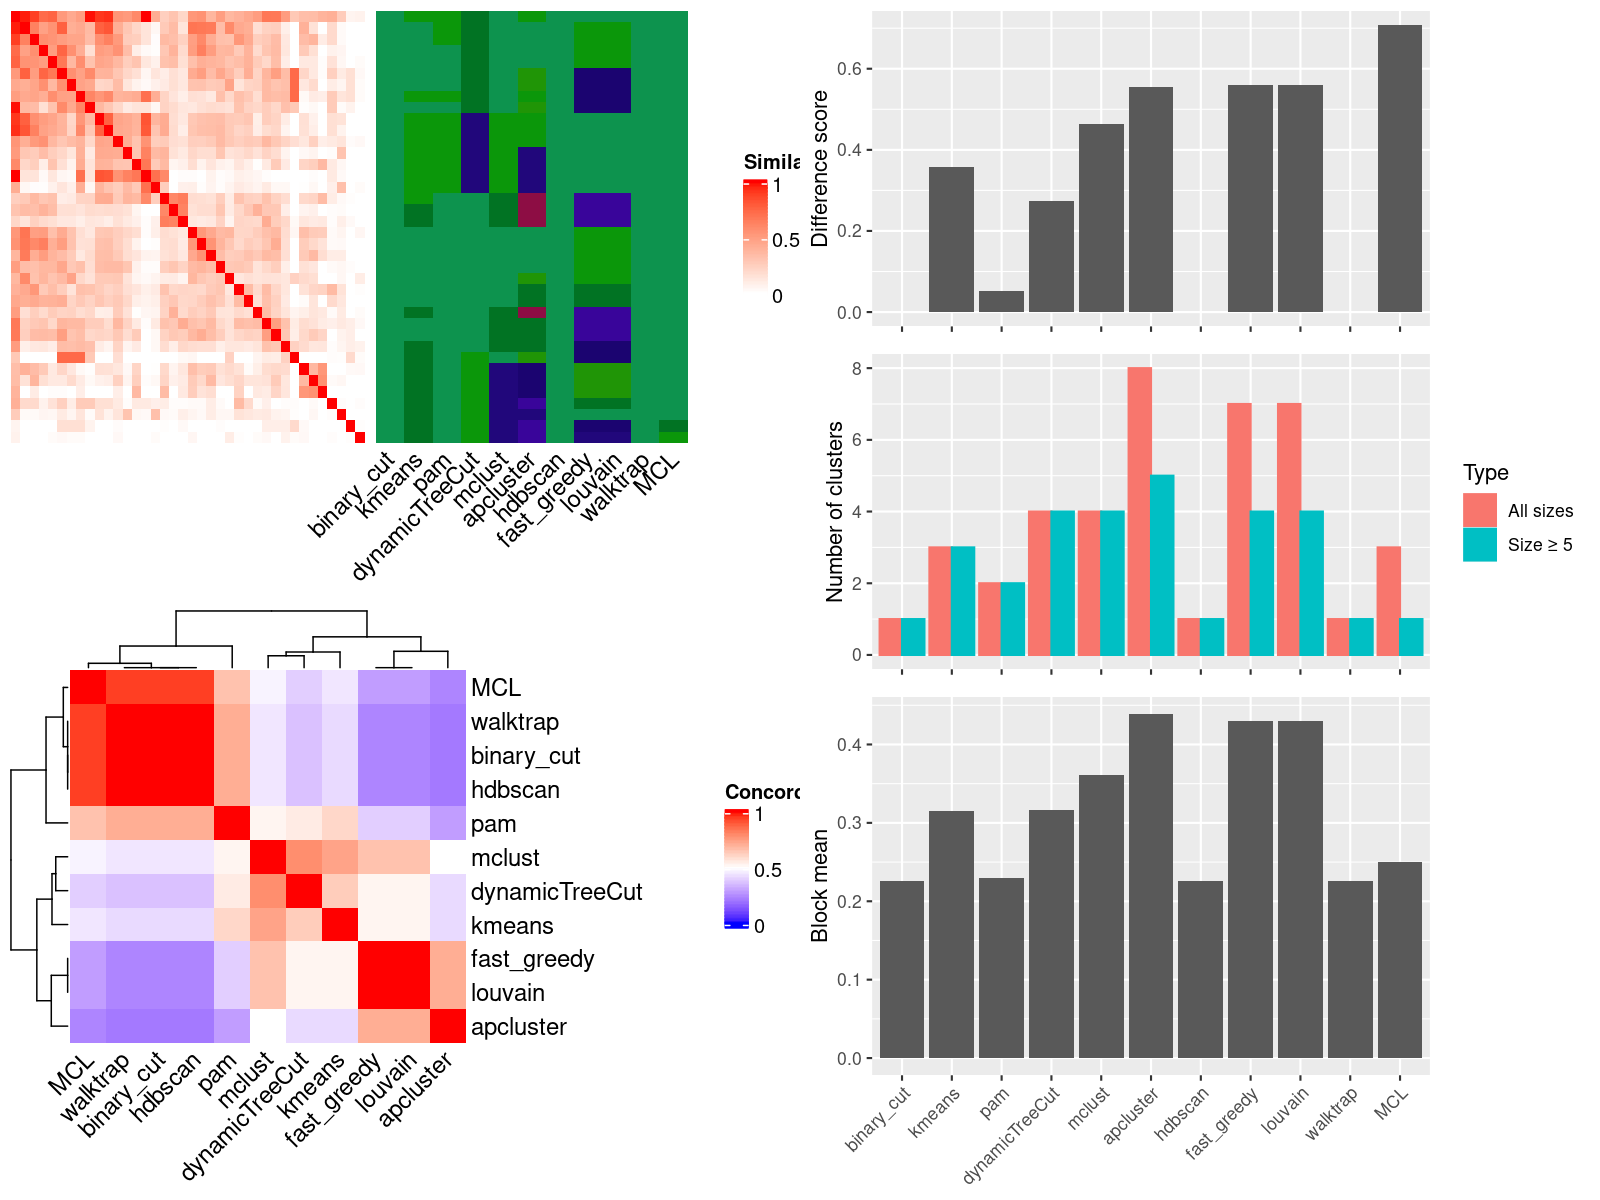 Simila
1
0.5
0
binary_cut
kmeans
pam
dynamicTreeCut
mclust
apcluster
hdbscan
fast_greedy
louvain
walktrap
MCL
MCL
walktrap
binary_cut
hdbscan
pam
mclust
dynamicTreeCut
kmeans
fast_greedy
louvain
apcluster
Concord
1
0.5
0
MCL
walktrap
binary_cut
hdbscan
pam
mclust
dynamicTreeCut
kmeans
fast_greedy
louvain
apcluster
Difference score
0.6
0.4
0.2
0.0
Number of clusters
8
6
4
2
0
Type
All sizes
Size ≥ 5
Block mean
0.4
0.3
0.2
0.1
0.0
binary_cut
kmeans
pam
dynamicTreeCut
mclust
apcluster
hdbscan
fast_greedy
louvain
walktrap
MCL